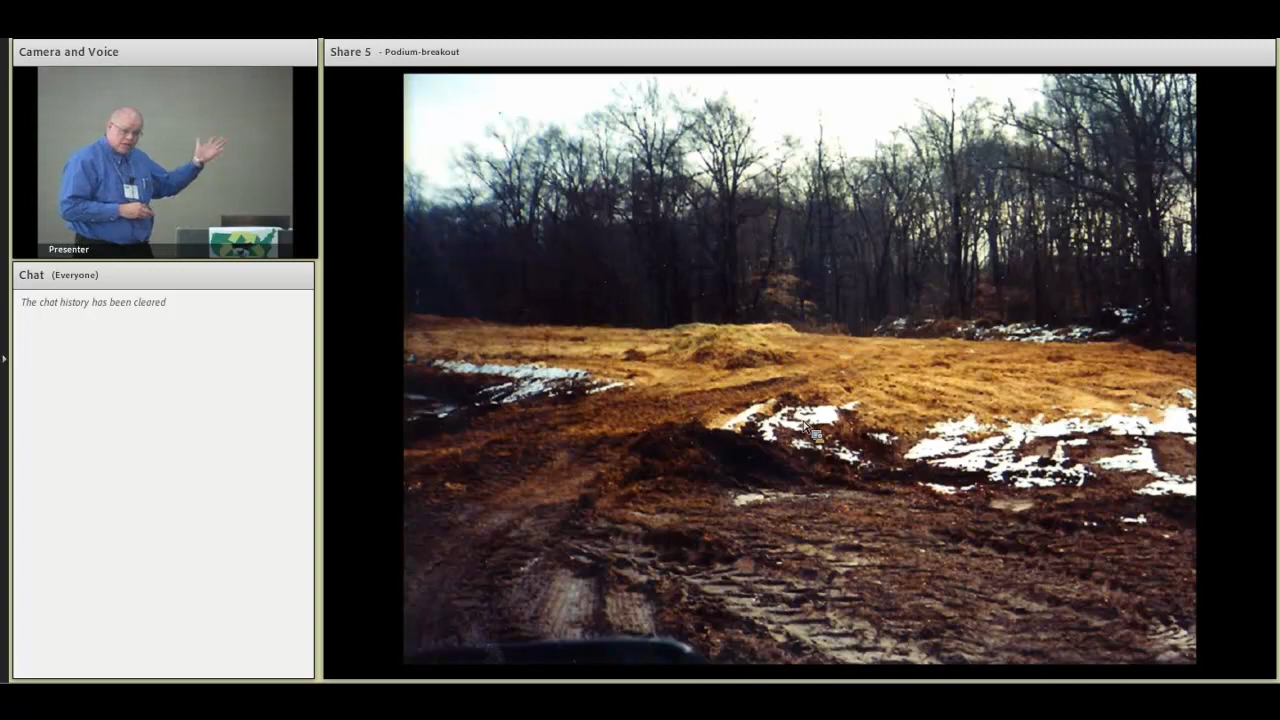 Camera and Voice
Presenter
Chat (Everyone)
The chat history has been cleared
Share 5 - Podium-breakout